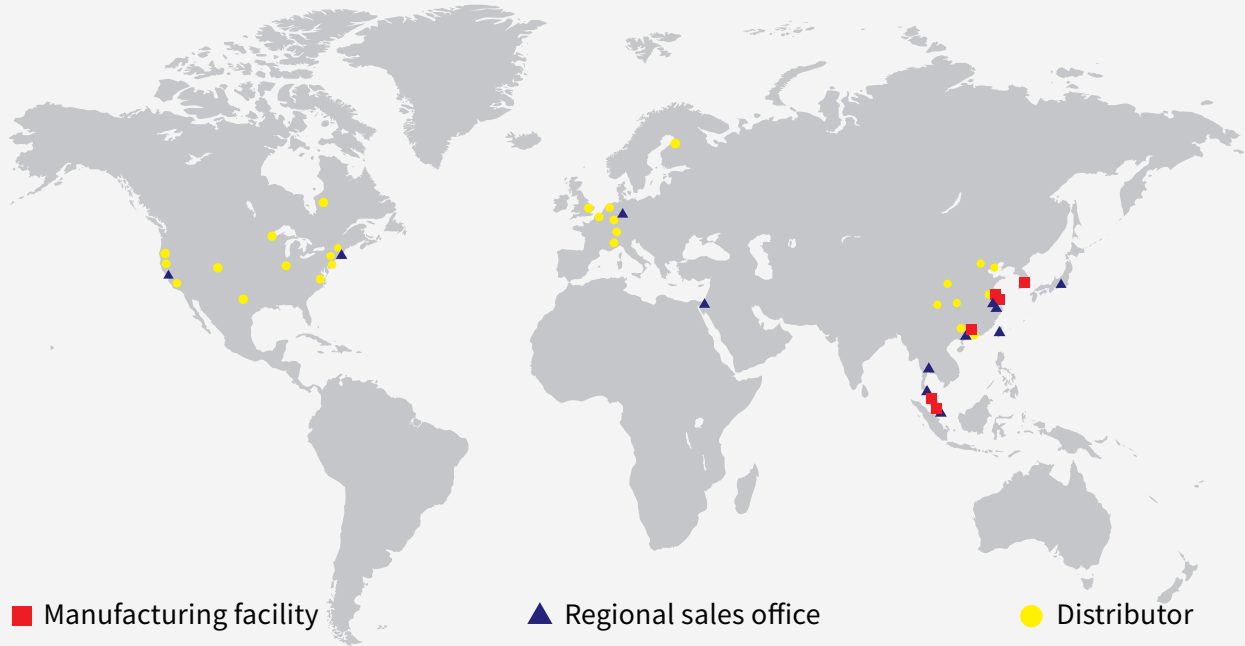 Manufacturing facility
Regional sales office
Distributor